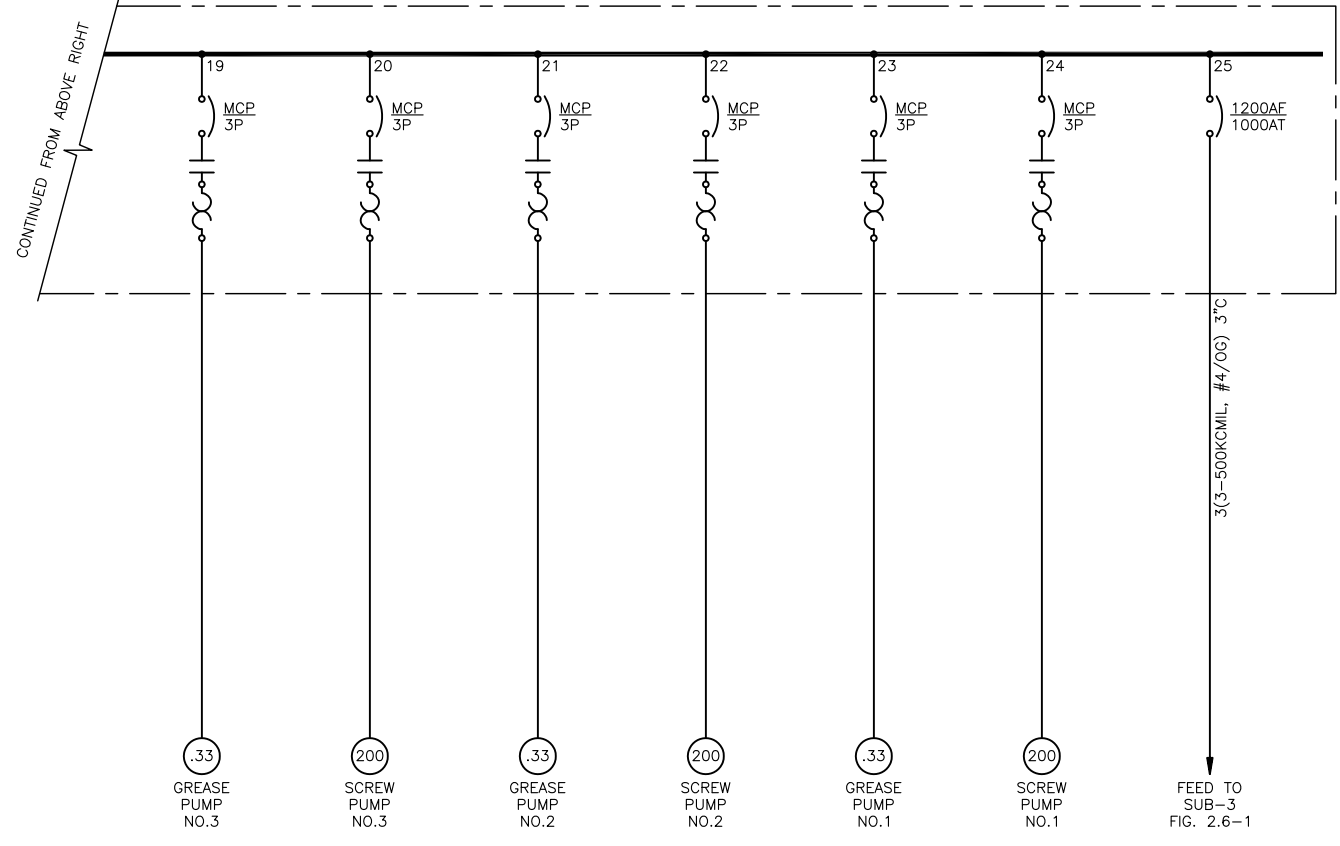 CONTINUED FROM ABOVE RIGHT
19
20
21
22
23
24
25
MCP
3P
MCP
3P
MCP
3P
MCP
3P
MCP
3P
MCP
3P
1200AF
1000AT
3(3-500KCMIL, #4/0G) 3"C
.33
GREASE
PUMP
NO.3
200
SCREW
PUMP
NO.3
.33
GREASE
PUMP
NO.2
200
SCREW
PUMP
NO.2
.33
GREASE
PUMP
NO.1
200
SCREW
PUMP
NO.1
FEED TO
SUB-3
FIG. 2.6-1